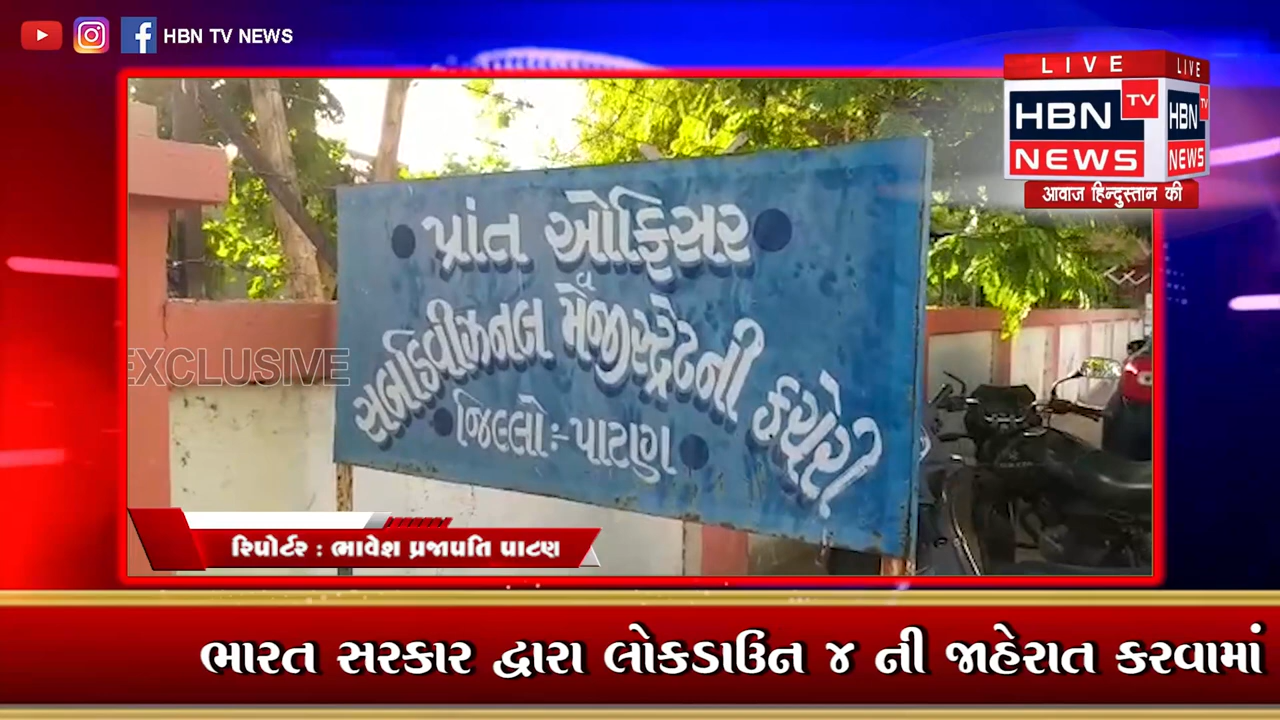 HBN TV NEWS
LIVE
LIVE
HBN TV
NEWS
HBN TV
NEWS
आवाज हिन्दुस्तान की
પ્રાંત ઓફિસર
વ
સબડિવીઝનલ મેજીસ્ટ્રેટની કચેરી
જિલ્લો:-પાટણ
EXCLUSIVE
રિપોર્ટર : ભાવેશ પ્રજાપતિ પાટણ
ભારત સરકાર દ્વારા લોકડાઉન ૪ ની જાહેરાત કરવામાં